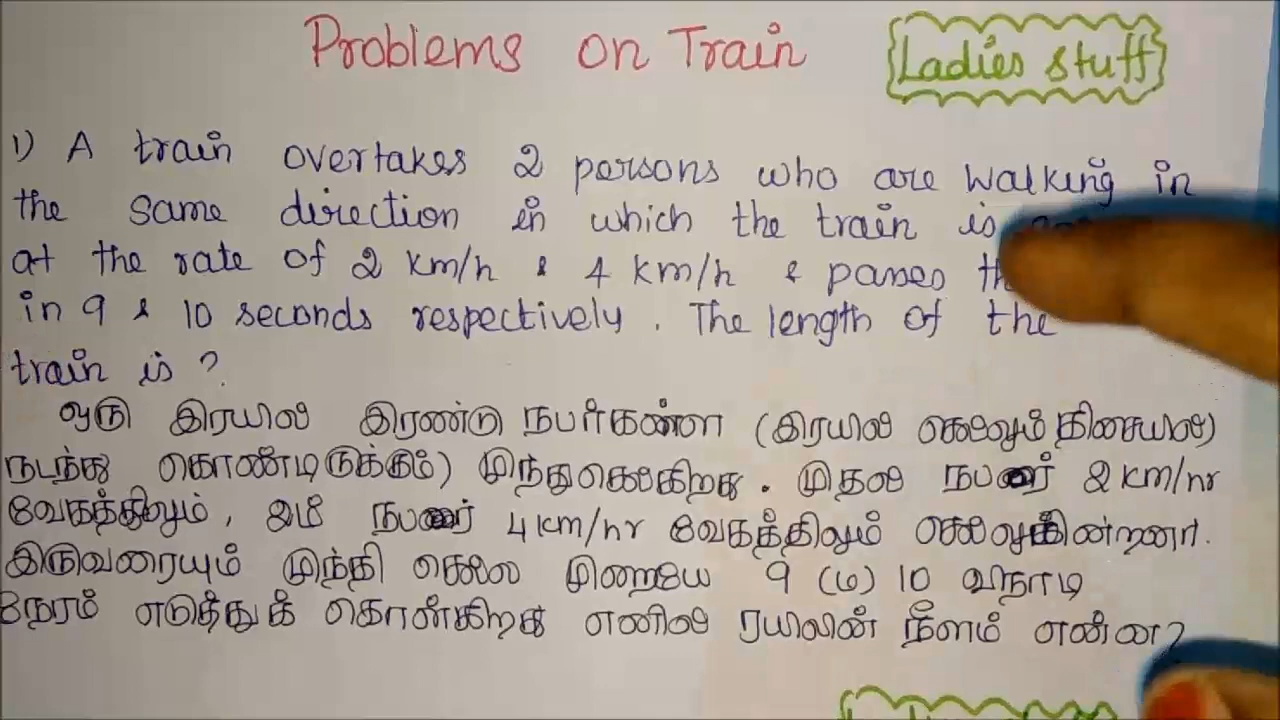 Problems on Train
Ladies stuff
1) A train overtakes 2 persons who are walking in
the same direction in which the train is
at the rate of 2 km/h & 4 km/h & passes
in 9 & 10 seconds respectively. The length of the
train is ?
ஒரு இரயில் இரண்டு நபர்களை (இரயில் செல்லும் திசையில்)
நடந்து கொண்டிருக்கும்) முந்துசெல்கிறது. முதல் நபர் 2 km/hr
வேகத்திலும், 2ம் நபர் 4 km/hr வேகத்திலும் செல்லுகின்றனர்.
இருவரையும் முந்தி செல்ல முறையே 9 (ம) 10 விநாடி
நேரம் எடுத்துக் கொள்கிறது எனில் ரயிலின் நீளம் என்ன?